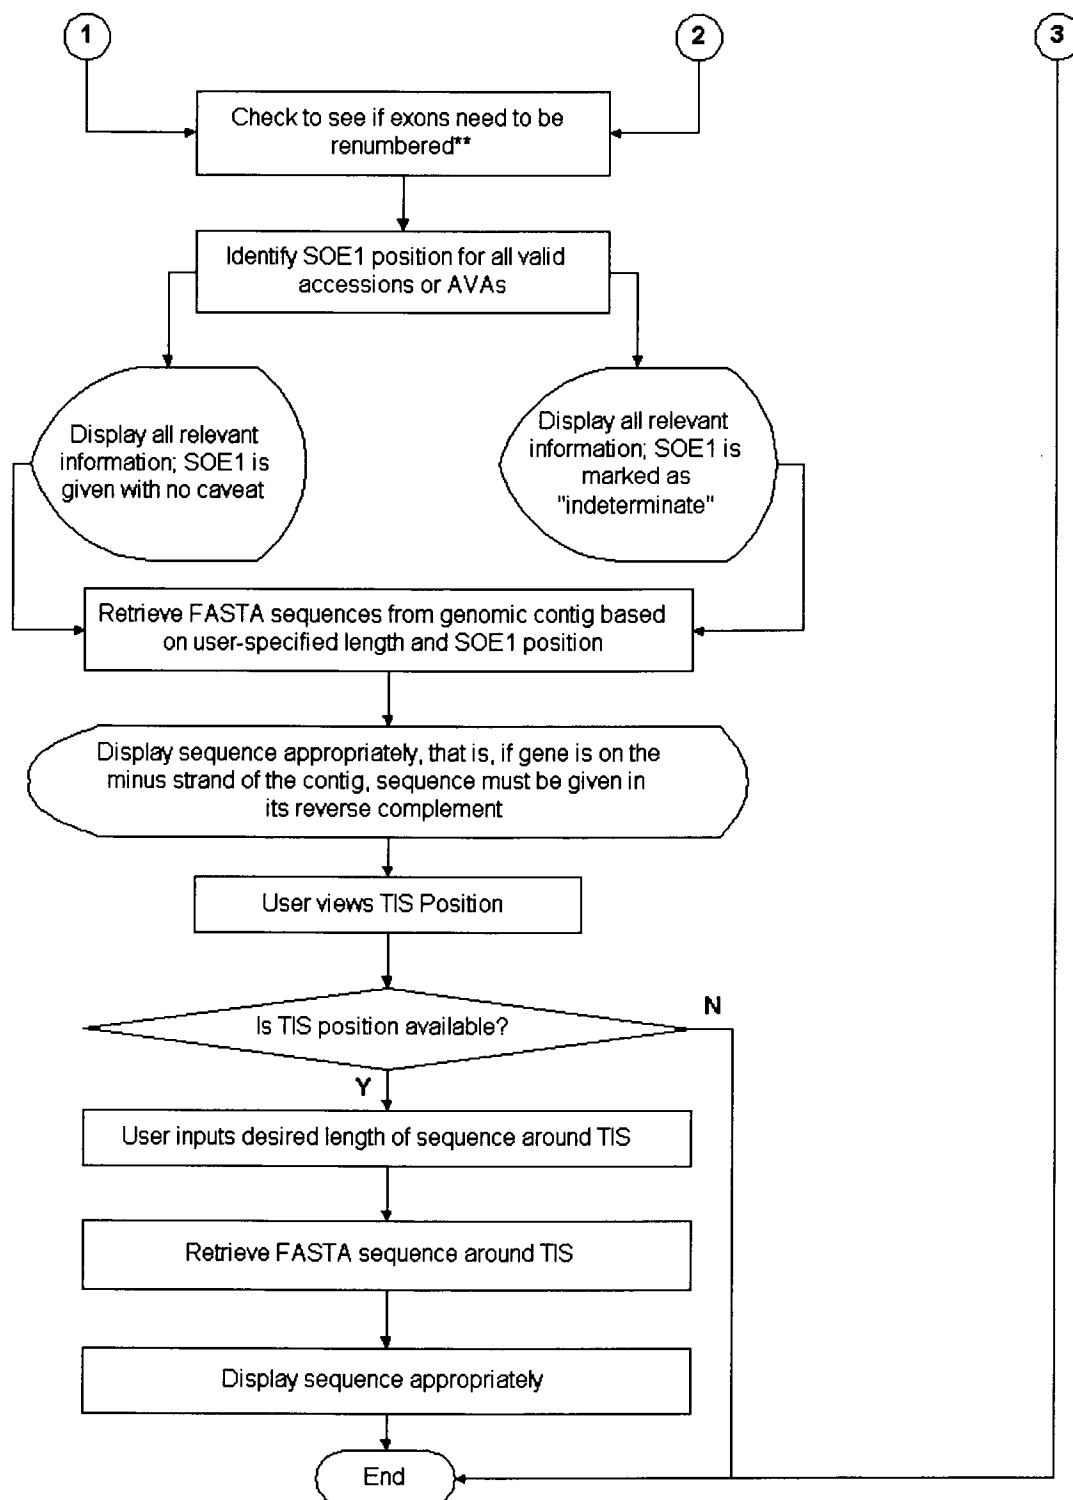 1
2
3
Check to see if exons need to be
renumbered**
Identify SOE1 position for all valid
accessions or AVAs
Display all relevant
information; SOE1 is
given with no caveat
Display all relevant
information; SOE1 is
marked as
"indeterminate"
Retrieve FASTA sequences from genomic contig based
on user-specified length and SOE1 position
Display sequence appropriately, that is, if gene is on the
minus strand of the contig, sequence must be given in
its reverse complement
User views TIS Position
Is TIS position available?
N
Y
User inputs desired length of sequence around TIS
Retrieve FASTA sequence around TIS
Display sequence appropriately
End